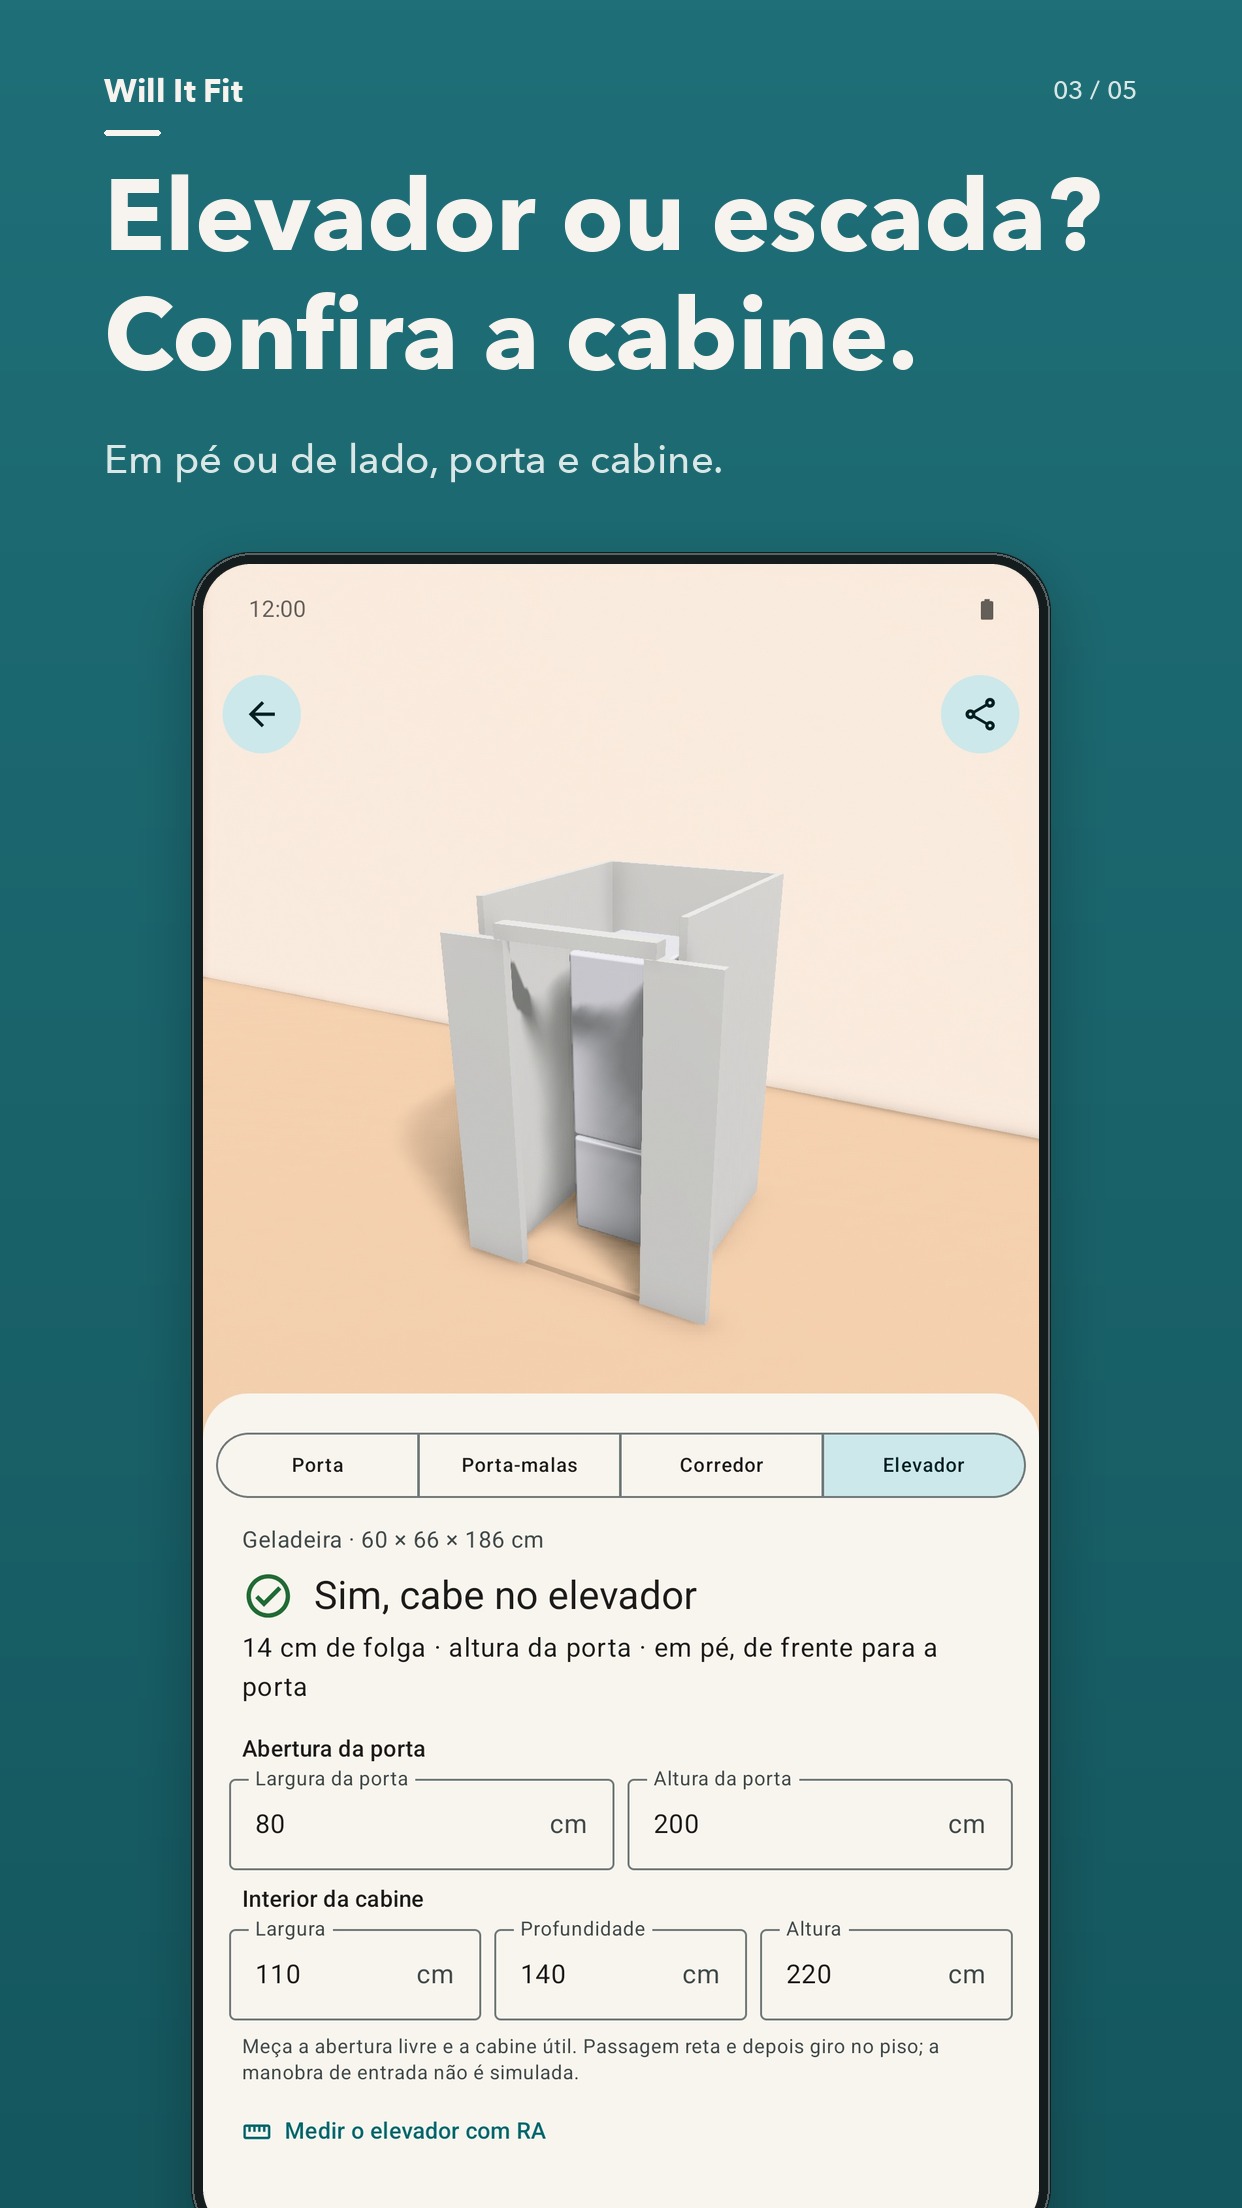 Will It Fit
03 / 05
Elevador ou escada?
Confira a cabine.
Em pé ou de lado, porta e cabine.
12:00
Porta
Porta-malas
Corredor
Elevador
Geladeira · 60 × 66 × 186 cm
Sim, cabe no elevador
14 cm de folga · altura da porta · em pé, de frente para a
porta
Abertura da porta
Largura da porta
80 cm
Altura da porta
200 cm
Interior da cabine
Largura
110 cm
Profundidade
140 cm
Altura
220 cm
Meça a abertura livre e a cabine útil. Passagem reta e depois giro no piso; a
manobra de entrada não é simulada.
Medir o elevador com RA